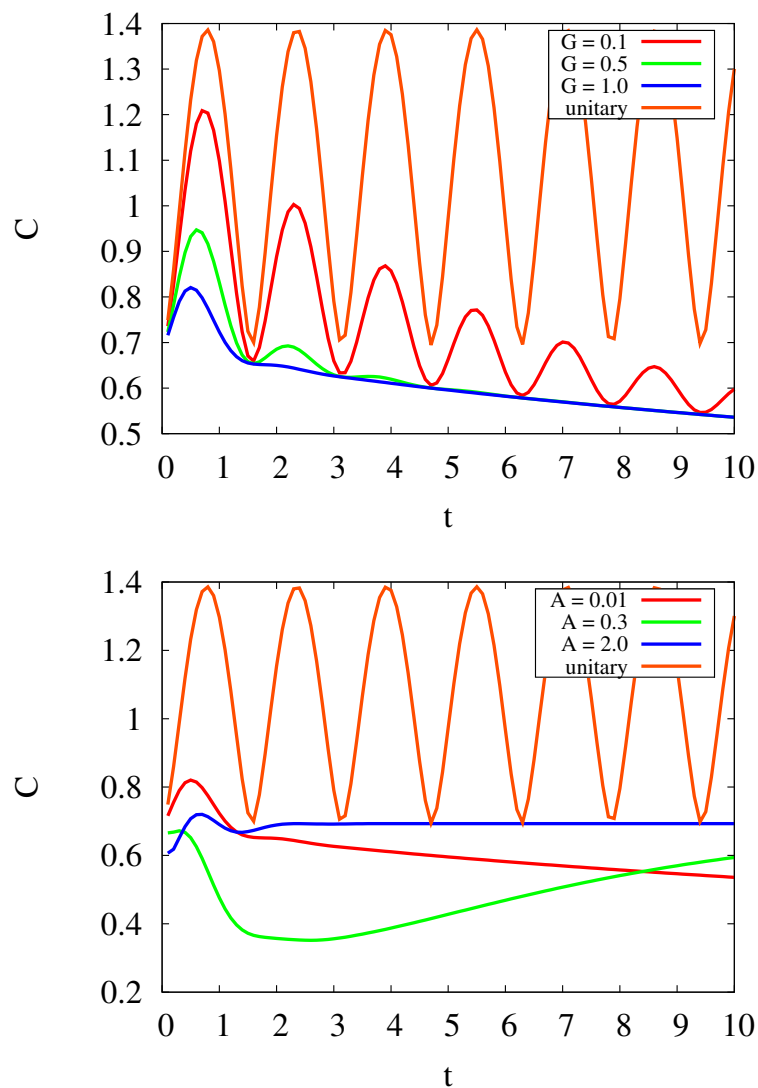 1.4
1.3
1.2
1.1
1
0.9
0.8
0.7
0.6
0.5
C
G = 0.1
G = 0.5
G = 1.0
unitary
0 1 2 3 4 5 6 7 8 9 10
t
1.4
1.2
1
0.8
0.6
0.4
0.2
C
A = 0.01
A = 0.3
A = 2.0
unitary
0 1 2 3 4 5 6 7 8 9 10
t